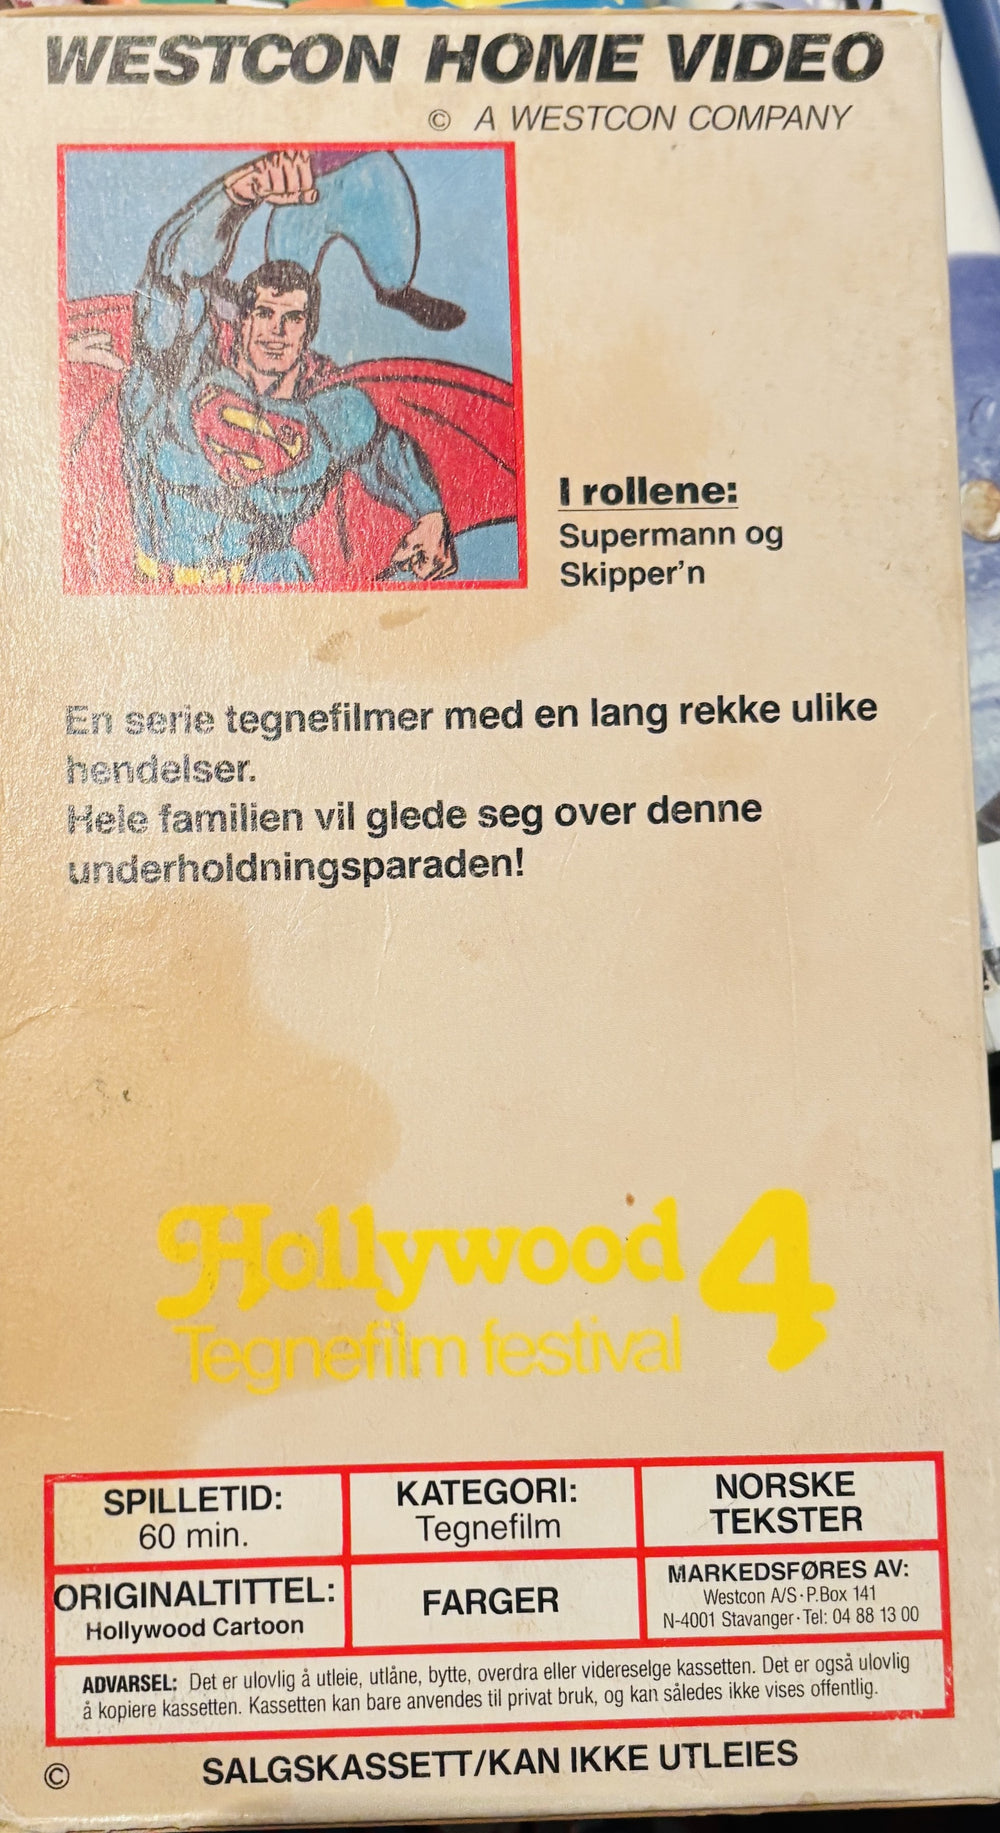 WESTCON HOME VIDEO
© A WESTCON COMPANY
I rollene:
Supermann og
Skipper'n
En serie tegnefilmer med en lang rekke ulike
hendelser.
Hele familien vil glede seg over denne
underholdningsparaden!
Hollywood 4
Tegnefilm festival
SPILLETID:
60 min.
KATEGORI:
Tegnefilm
NORSKE
TEKSTER
ORIGINALTITTEL:
Hollywood Cartoon
FARGER
MARKEDSFØRES AV:
Westcon A/S·P.Box 141
N-4001 Stavanger·Tel: 04 88 13 00
ADVARSEL: Det er ulovlig å utleie, utlåne, bytte, overdra eller videreselge kassetten. Det er også ulovlig
å kopiere kassetten. Kassetten kan bare anvendes til privat bruk, og kan således ikke vises offentlig.
© SALGSKASSETT/KAN IKKE UTLEIES